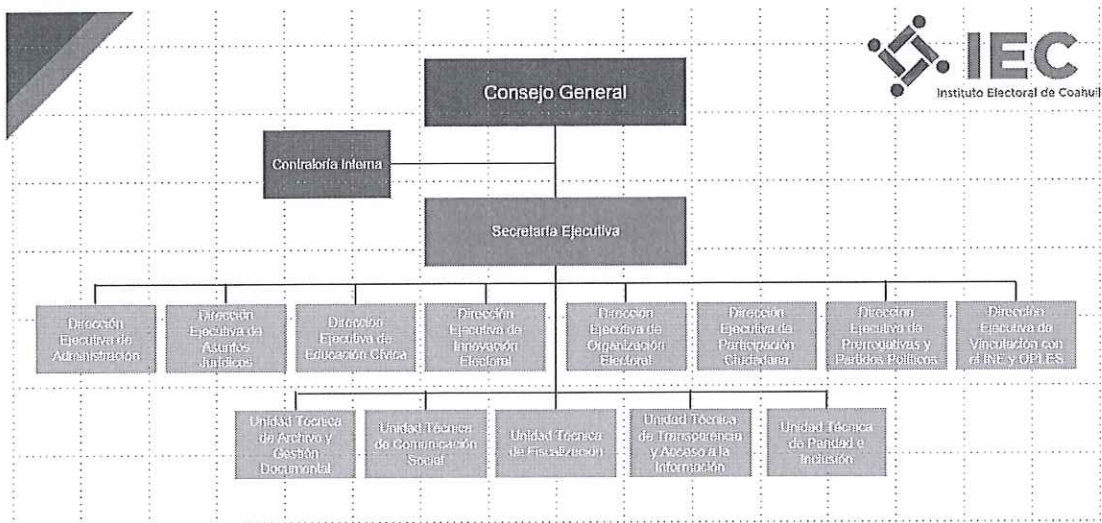 IEC
Instituto Electoral de Coahuil
Consejo General
Contraloría Interna
Secretaría Ejecutiva
Dirección
Ejecutiva de
Administración
Dirección
Ejecutiva de
Asuntos
Jurídicos
Dirección
Ejecutiva de
Educación Cívica
Dirección
Ejecutiva de
Innovación
Electoral
Dirección
Ejecutiva de
Organización
Electoral
Dirección
Ejecutiva de
Participación
Ciudadana
Dirección
Ejecutiva de
Prerrogativas y
Partidos Políticos
Dirección
Ejecutiva de
Vinculación con
el INE y OPLES
Unidad Técnica
de Archivo y
Gestión
Documental
Unidad Técnica
de Comunicación
Social
Unidad Técnica
de Fiscalización
Unidad Técnica
de Transparencia
y Acceso a la
Información
Unidad Técnica
de Paridad e
Inclusión